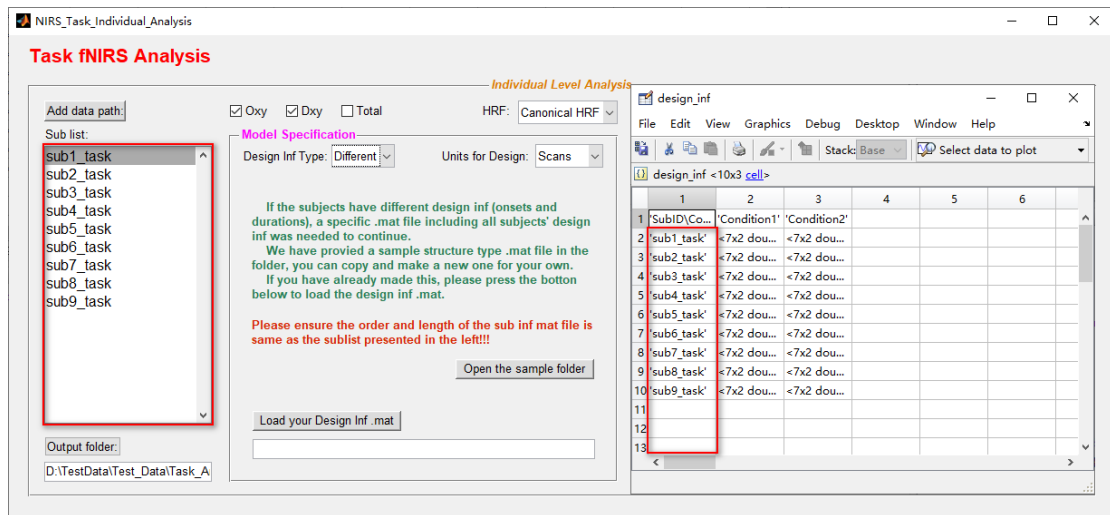 NIRS_Task_Individual_Analysis
Task fNIRS Analysis
Individual Level Analysis
Add data path:
Oxy Dxy Total HRF: Canonical HRF
Sub list:
sub1_task
sub2_task
sub3_task
sub4_task
sub5_task
sub6_task
sub7_task
sub8_task
sub9_task
Output folder:
D:\TestData\Test_Data\Task_A
Model Specification
Design Inf Type: Different Units for Design: Scans
If the subjects have different design inf (onsets and
durations), a specific .mat file including all subjects' design
inf was needed to continue.
We have provied a sample structure type .mat file in the
folder, you can copy and make a new one for your own.
If you have already made this, please press the botton
below to load the design inf .mat.
Please ensure the order and length of the sub inf mat file is
same as the sublist presented in the left!!!
Open the sample folder
Load your Design Inf .mat
design_inf
File Edit View Graphics Debug Desktop Window Help
Stack: Base Select data to plot
design_inf <10x3 cell>
1 2 3 4 5 6
1 'SubID\Co... 'Condition1' 'Condition2'
2 'sub1_task' <7x2 dou... <7x2 dou...
3 'sub2_task' <7x2 dou... <7x2 dou...
4 'sub3_task' <7x2 dou... <7x2 dou...
5 'sub4_task' <7x2 dou... <7x2 dou...
6 'sub5_task' <7x2 dou... <7x2 dou...
7 'sub6_task' <7x2 dou... <7x2 dou...
8 'sub7_task' <7x2 dou... <7x2 dou...
9 'sub8_task' <7x2 dou... <7x2 dou...
10 'sub9_task' <7x2 dou... <7x2 dou...
11
12
13